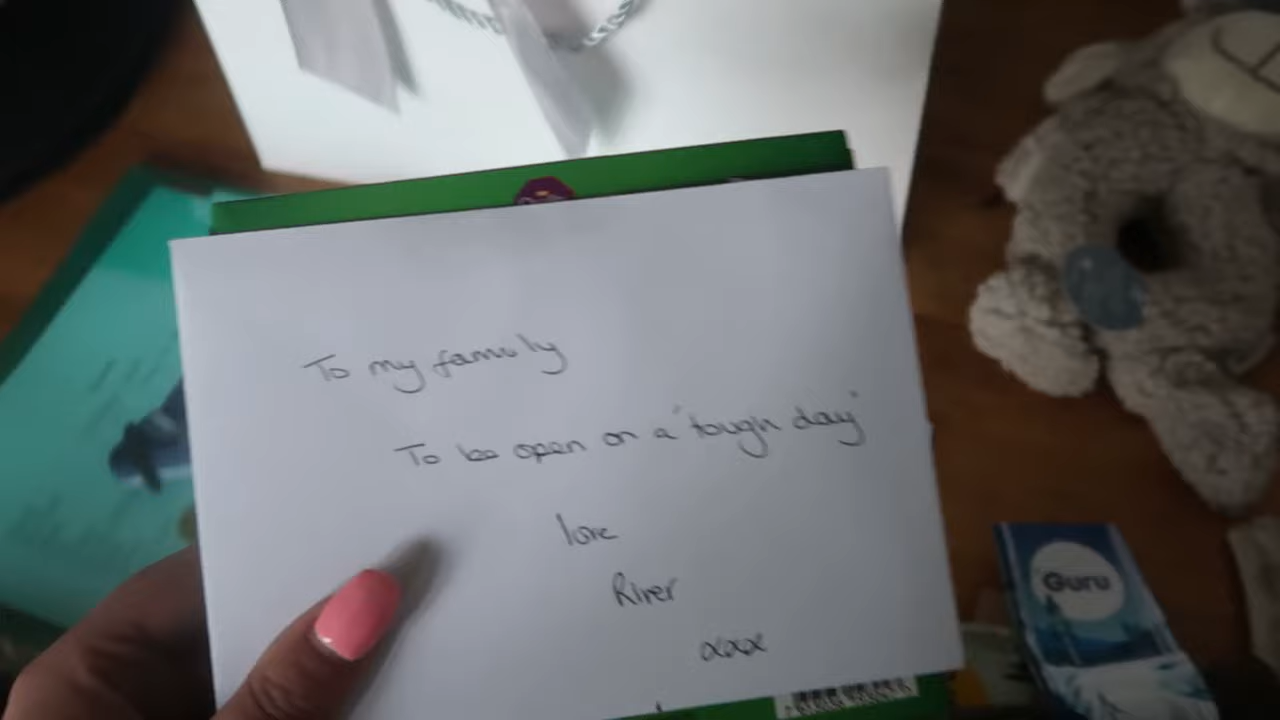 To my family
To be open on a 'tough day'
love
River
xxx
Guru